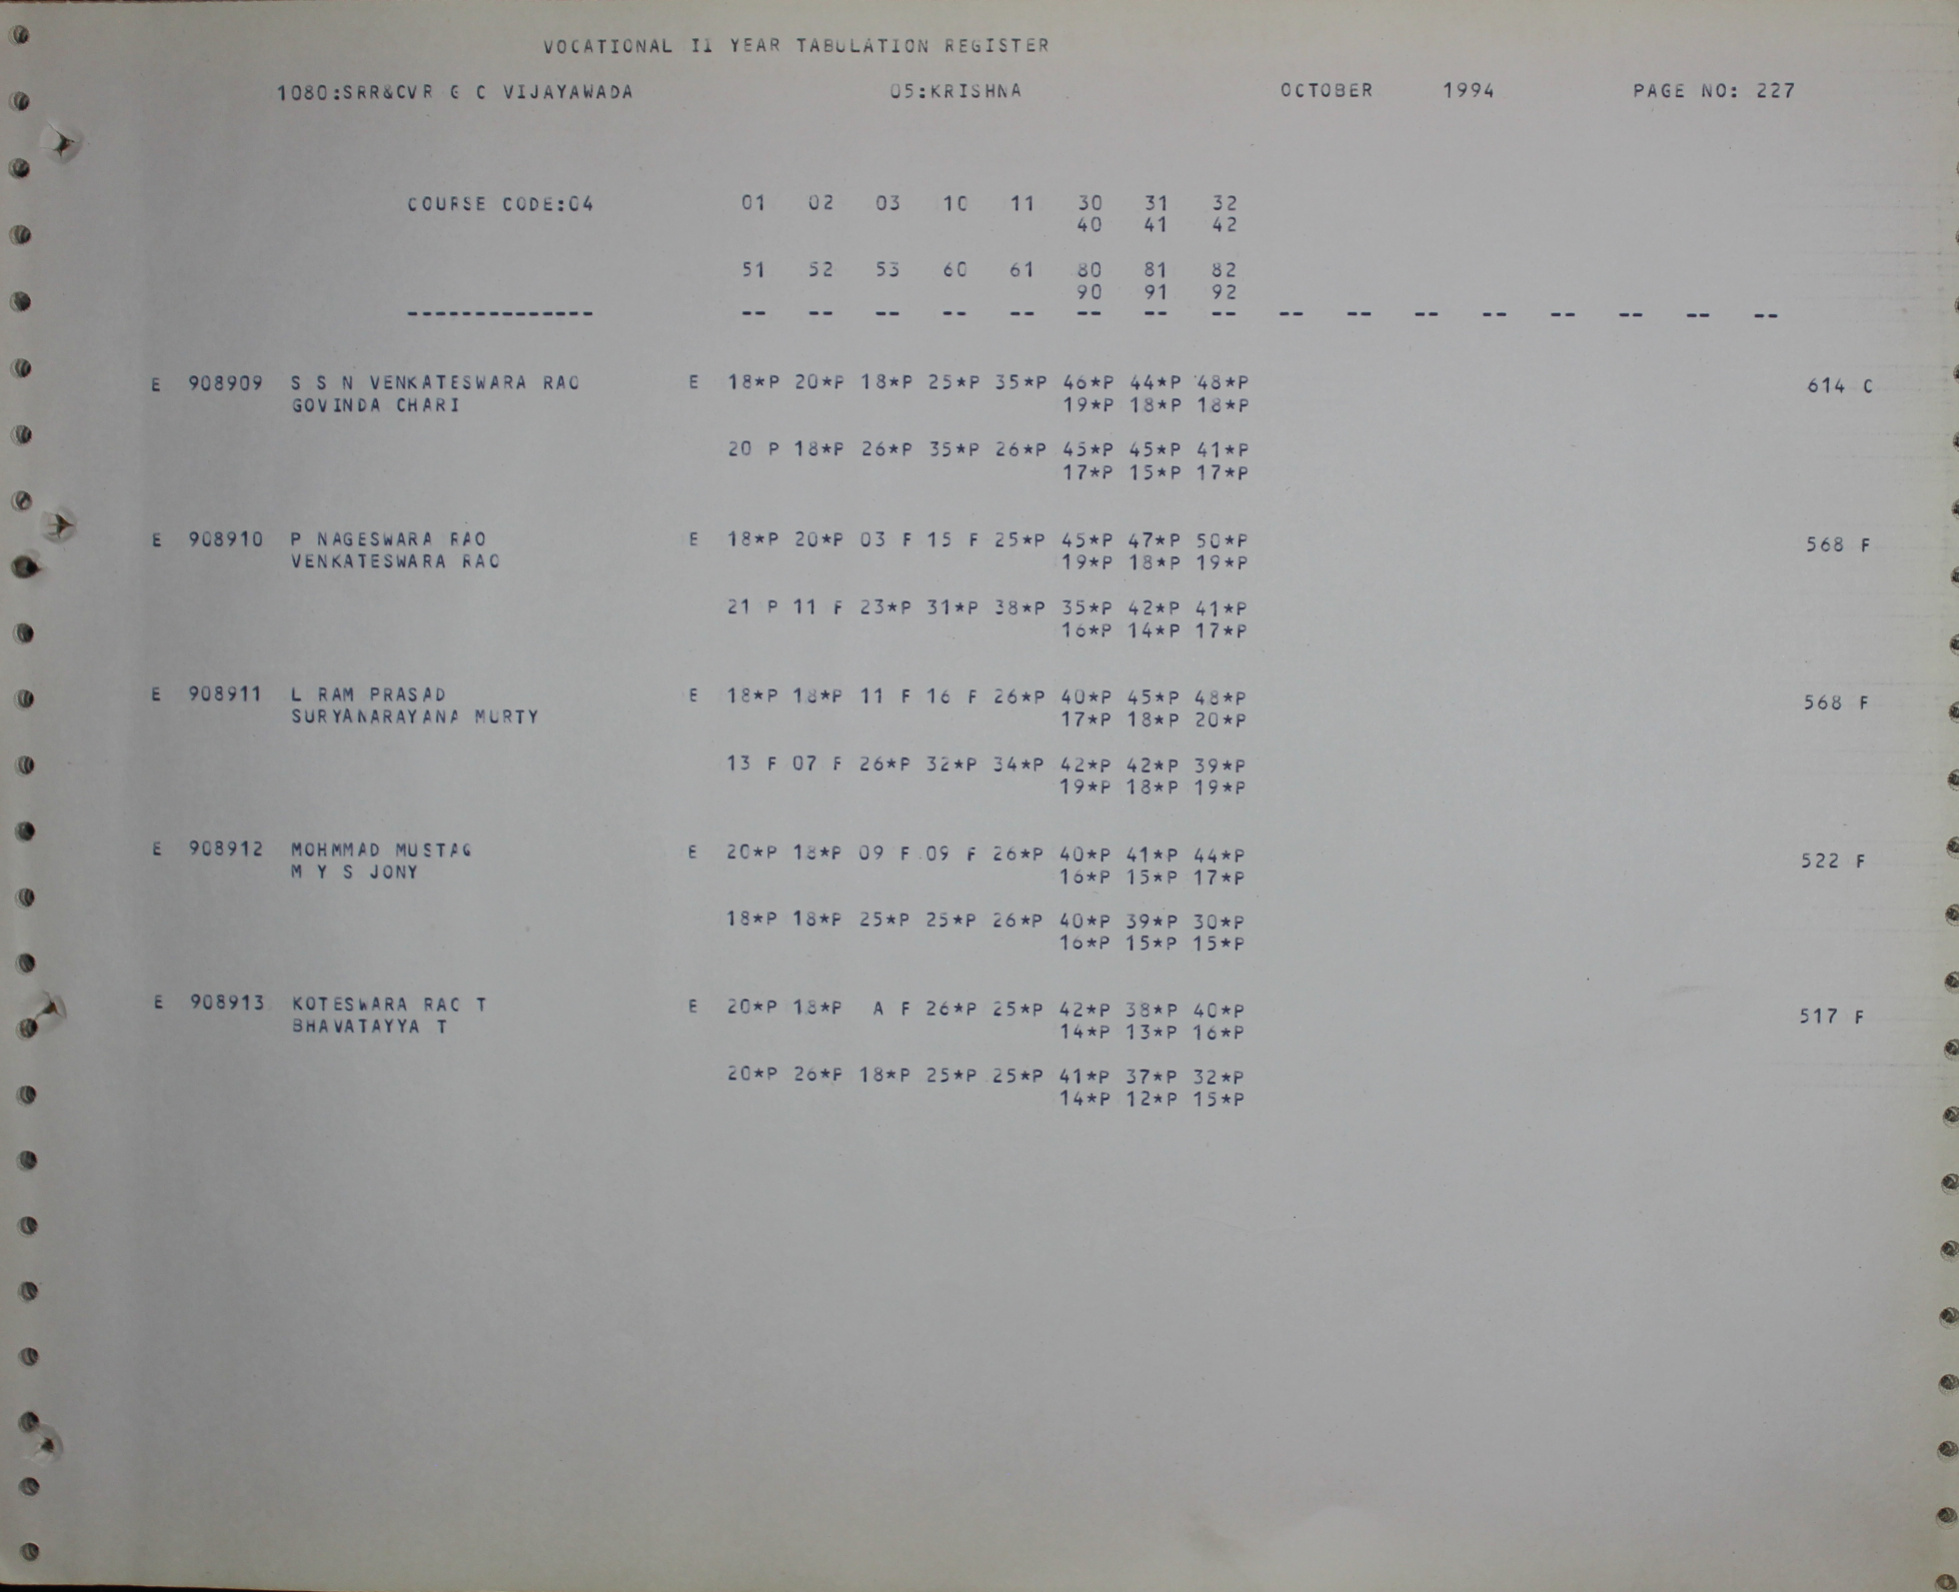 VOCATIONAL II YEAR TABULATION REGISTER
1080:SRR&CVR G C VIJAYAWADA 05:KRISHNA OCTOBER 1994 PAGE NO: 227
COURSE CODE:04 01 02 03 10 11 30 31 32
40 41 42
51 52 53 60 61 80 81 82
90 91 92
-------------- -- -- -- -- -- -- -- -- -- -- -- -- -- -- -- --
E 908909 S S N VENKATESWARA RAO E 18*P 20*P 18*P 25*P 35*P 46*P 44*P 48*P 614 C
GOVINDA CHARI 19*P 18*P 18*P
20 P 18*P 26*P 35*P 26*P 45*P 45*P 41*P
17*P 15*P 17*P
E 908910 P NAGESWARA RAO E 18*P 20*P 03 F 15 F 25*P 45*P 47*P 50*P 568 F
VENKATESWARA RAO 19*P 18*P 19*P
21 P 11 F 23*P 31*P 38*P 35*P 42*P 41*P
16*P 14*P 17*P
E 908911 L RAM PRASAD E 18*P 18*P 11 F 16 F 26*P 40*P 45*P 48*P 568 F
SURYANARAYANA MURTY 17*P 18*P 20*P
13 F 07 F 26*P 32*P 34*P 42*P 42*P 39*P
19*P 18*P 19*P
E 908912 MOHMMAD MUSTAG E 20*P 18*P 09 F 09 F 26*P 40*P 41*P 44*P 522 F
M Y S JONY 16*P 15*P 17*P
18*P 18*P 25*P 25*P 26*P 40*P 39*P 30*P
16*P 15*P 15*P
E 908913 KOTESWARA RAO T E 20*P 18*P A F 26*P 25*P 42*P 38*P 40*P 517 F
BHAVATAYYA T 14*P 13*P 16*P
20*P 26*P 18*P 25*P 25*P 41*P 37*P 32*P
14*P 12*P 15*P